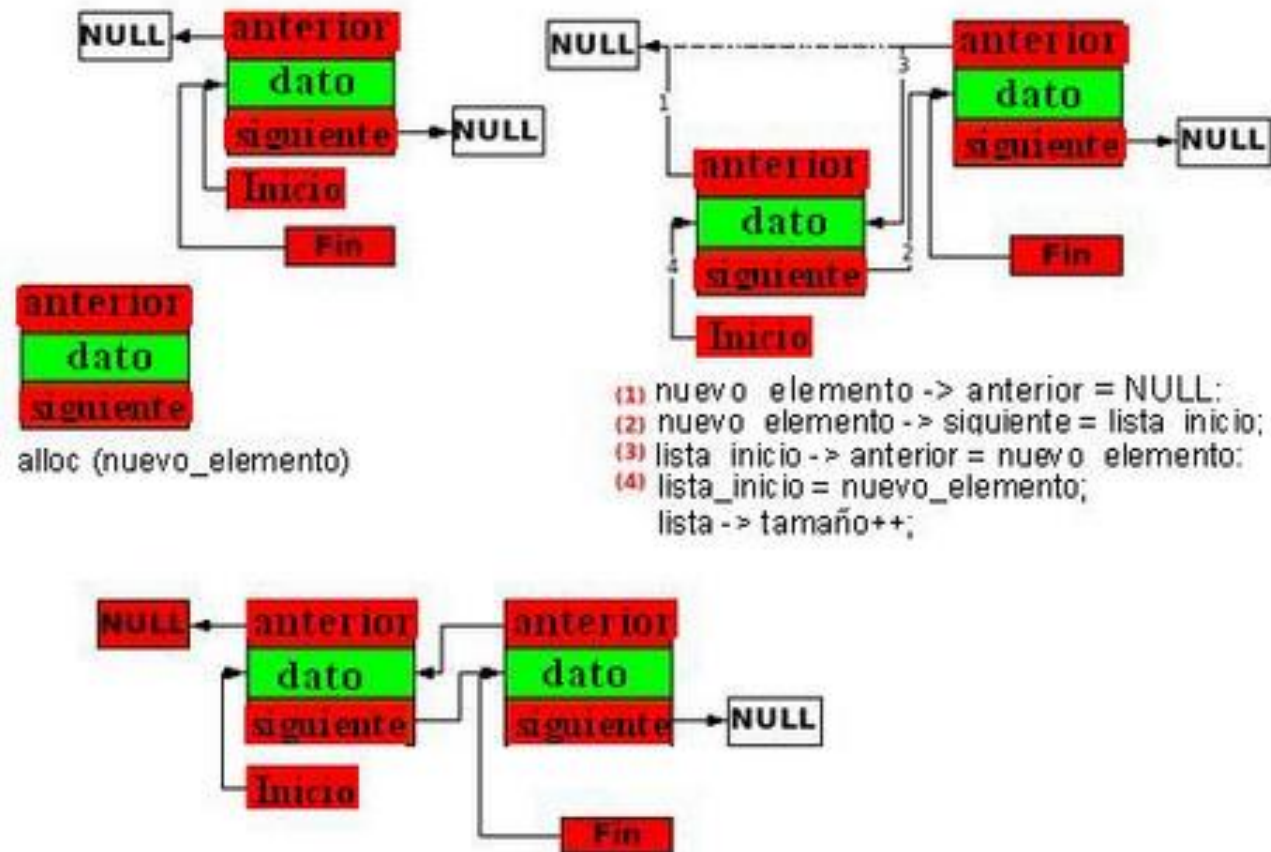 NULL
anterior
dato
siguiente
NULL
Inicio
Fin
anterior
dato
siguiente
alloc (nuevo_elemento)
NULL
anterior
dato
siguiente
NULL
1
3
anterior
dato
siguiente
2
4
Inicio
Fin
(1) nuevo elemento -> anterior = NULL:
(2) nuevo elemento -> siguiente = lista inicio;
(3) lista inicio -> anterior = nuevo elemento:
(4) lista_inicio = nuevo_elemento;
lista -> tamaño++;
NULL
anterior
dato
siguiente
Inicio
anterior
dato
siguiente
NULL
Fin